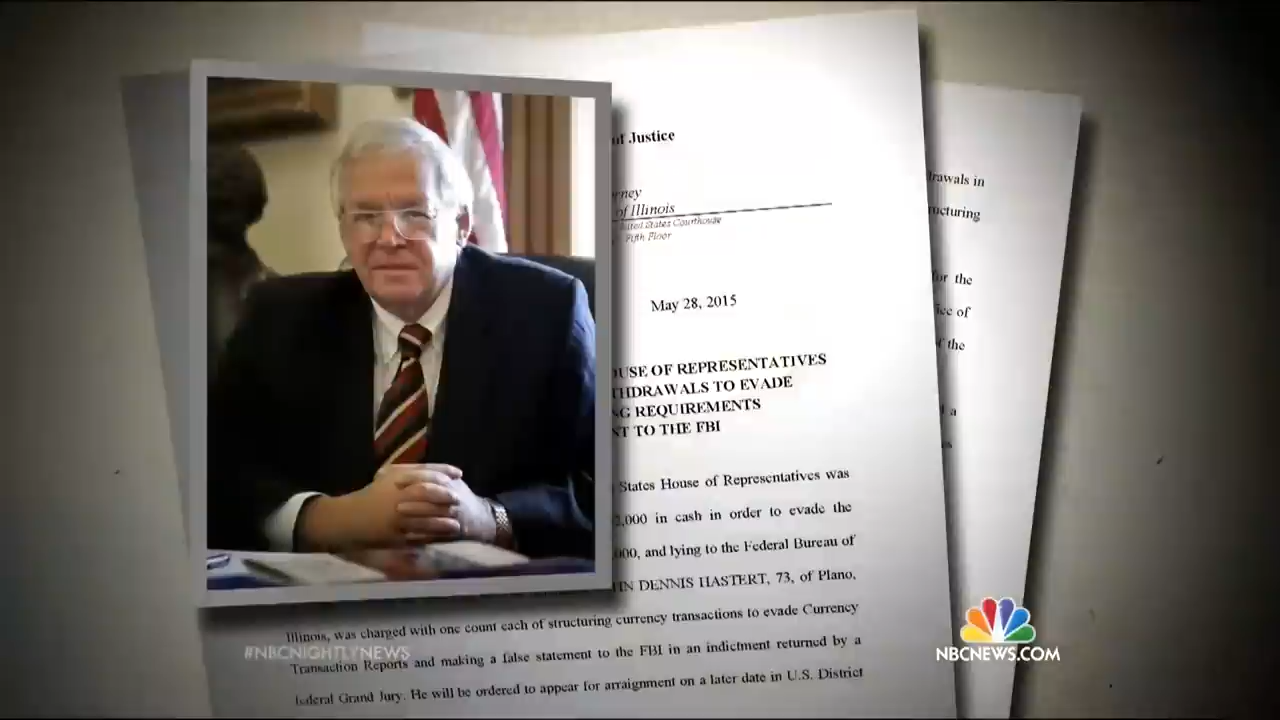 of Justice
of Illinois
United States Courthouse
Fifth Floor
May 28, 2015
OF REPRESENTATIVES
TO EVADE
REQUIREMENTS
TO THE FBI
States House of Representatives was
,000 in cash in order to evade the
000, and lying to the Federal Bureau of
DENNIS HASTERT, 73, of Plano,
Illinois, was charged with one count each of structuring currency transactions to evade Currency
Transaction Reports and making a false statement to the FBI in an indictment returned by a
federal Grand Jury. He will be ordered to appear for arraignment on a later date in U.S. District
in
for the
of
the
a
#NBCNIGHTLYNEWS
NBCNEWS.COM